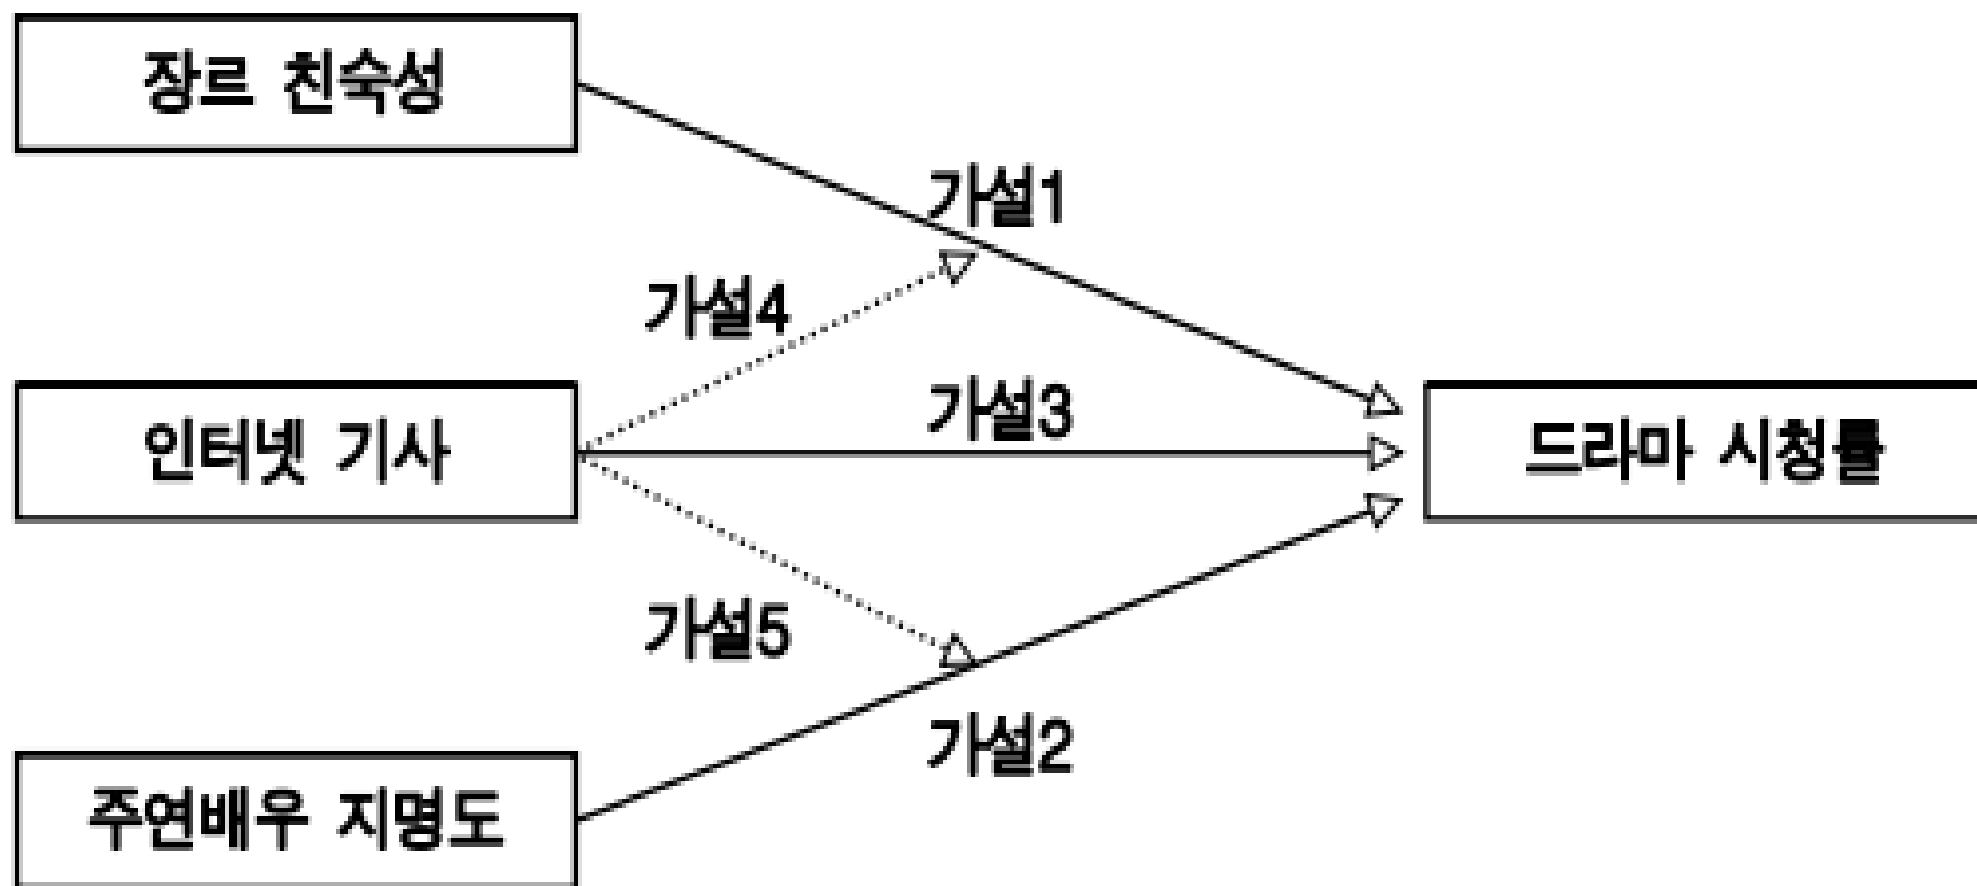 장르 친숙성
가설1
가설4
인터넷 기사
가설3
드라마 시청률
가설5
가설2
주연배우 지명도